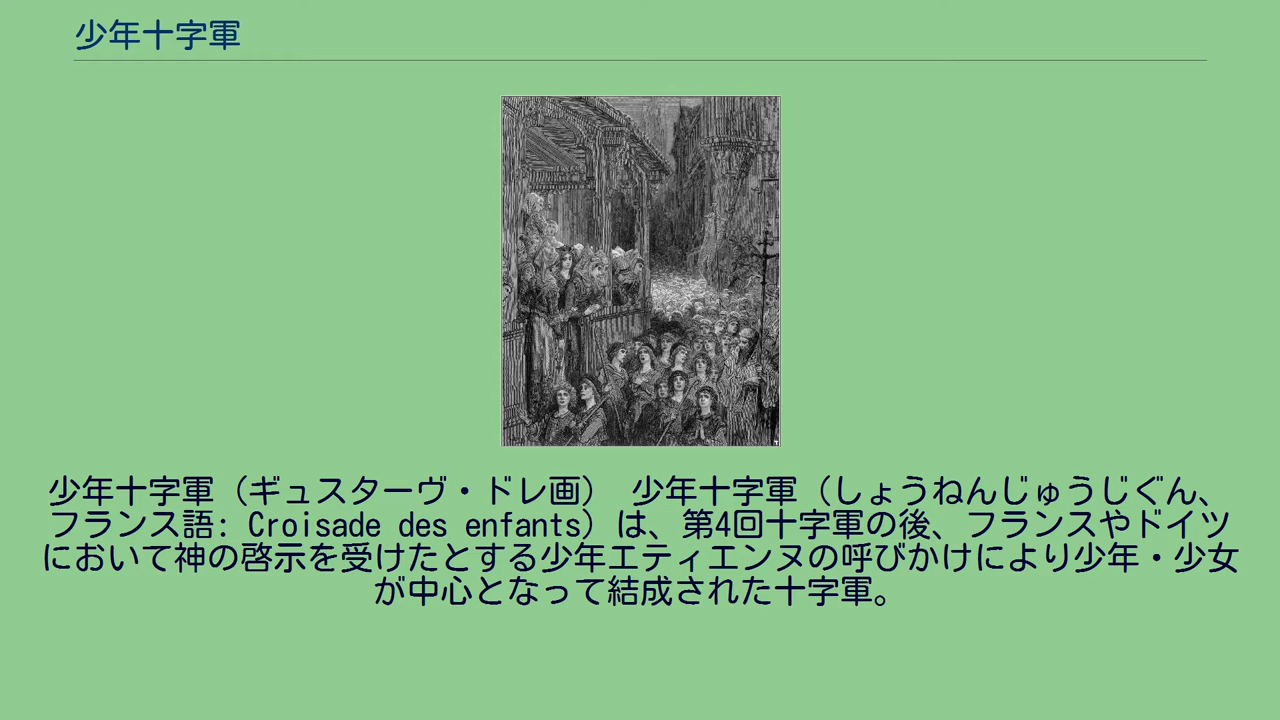 少年十字軍
少年十字軍（ギュスターヴ・ドレ画） 少年十字軍（しょうねんじゅうじぐん、
フランス語: Croisade des enfants）は、第4回十字軍の後、フランスやドイツ
において神の啓示を受けたとする少年エティエンヌの呼びかけにより少年・少女
が中心となって結成された十字軍。